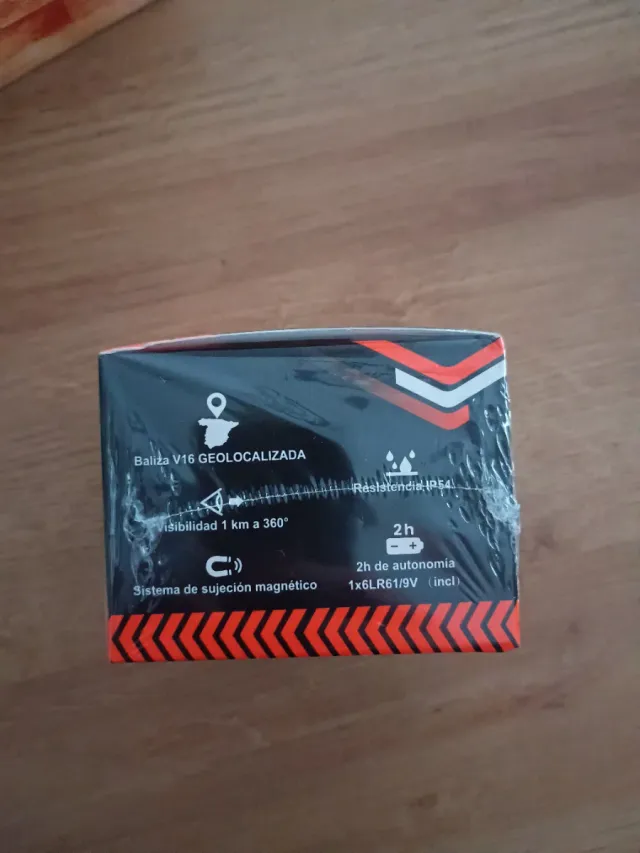 Baliza V16 GEOLOCALIZADA
Resistencia IP54
Visibilidad 1 km a 360°
2h
Sistema de sujeción magnético
2h de autonomía
1x6LR61/9V (incl)